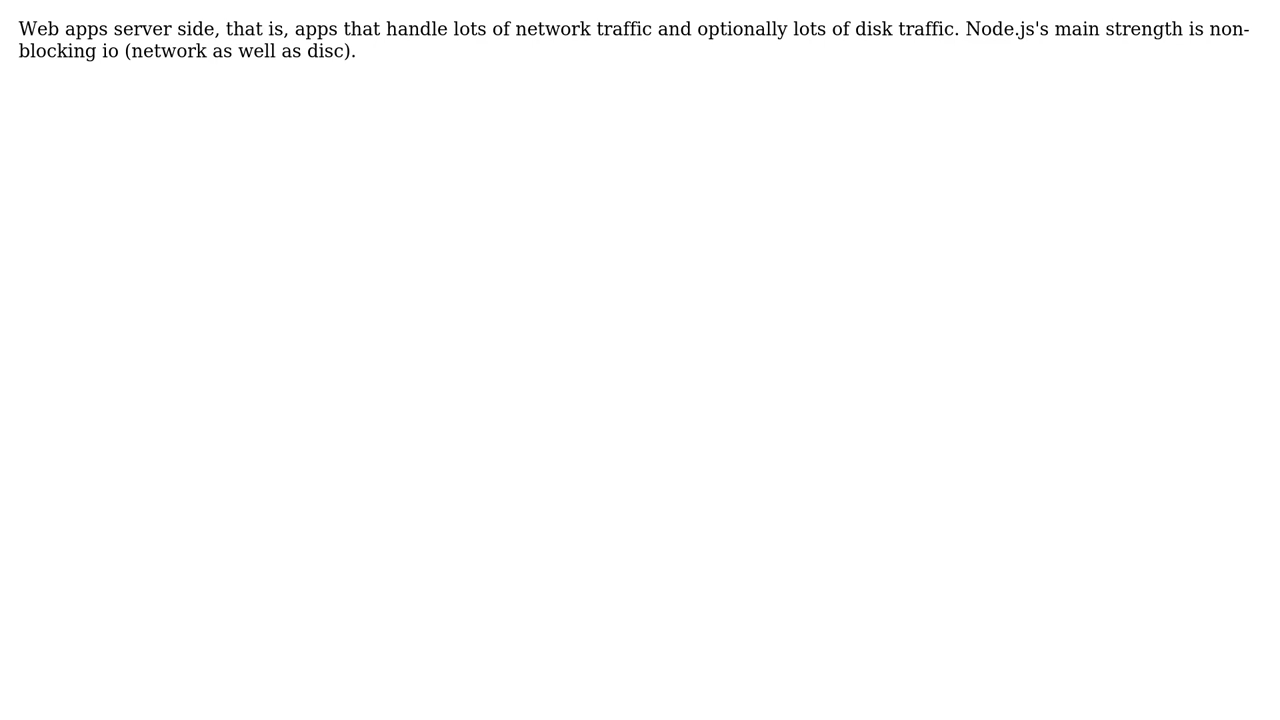 Web apps server side, that is, apps that handle lots of network traffic and optionally lots of disk traffic. Node.js's main strength is non-
blocking io (network as well as disc).